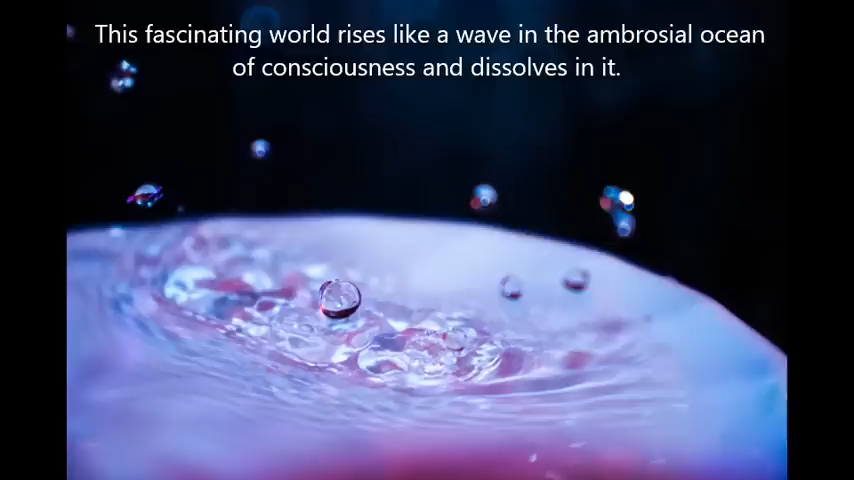 This fascinating world rises like a wave in the ambrosial ocean
of consciousness and dissolves in it.